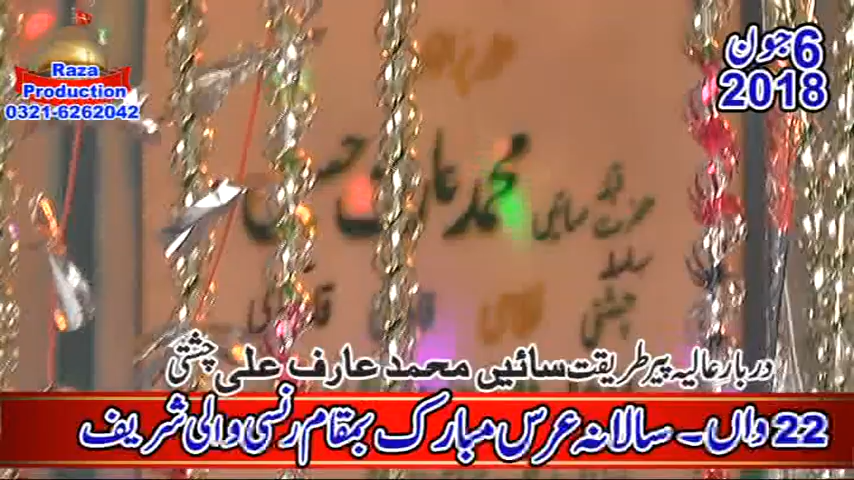 Raza
Production
0321-6262042
6 جون
2018
محمد عارف
سائیں
سلسلہ
چشتی
دربار عالیہ پیر طریقت سائیں محمد عارف علی چشتی
22 واں۔ سالانہ عرس مبارک بمقام رنسی والی شریف